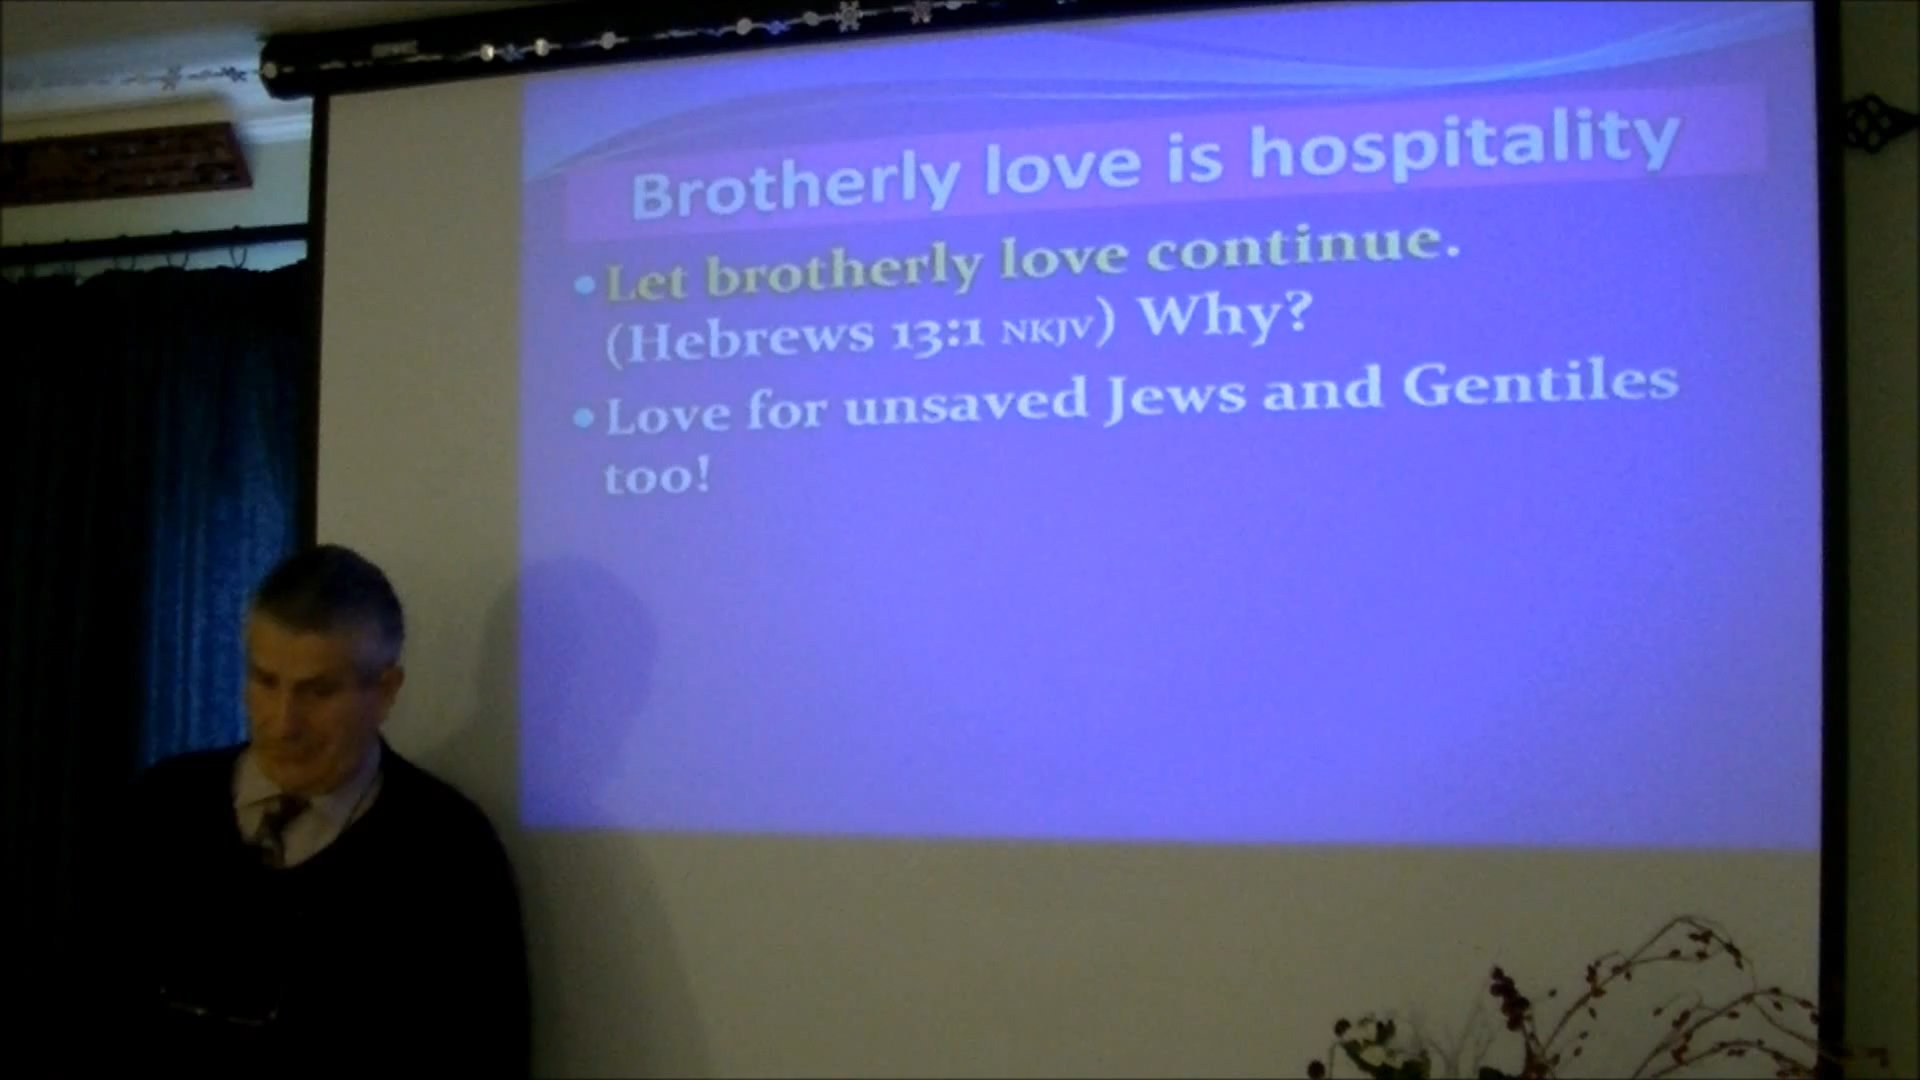 Brotherly love is hospitality
• Let brotherly love continue.
(Hebrews 13:1 NKJV) Why?
• Love for unsaved Jews and Gentiles
too!